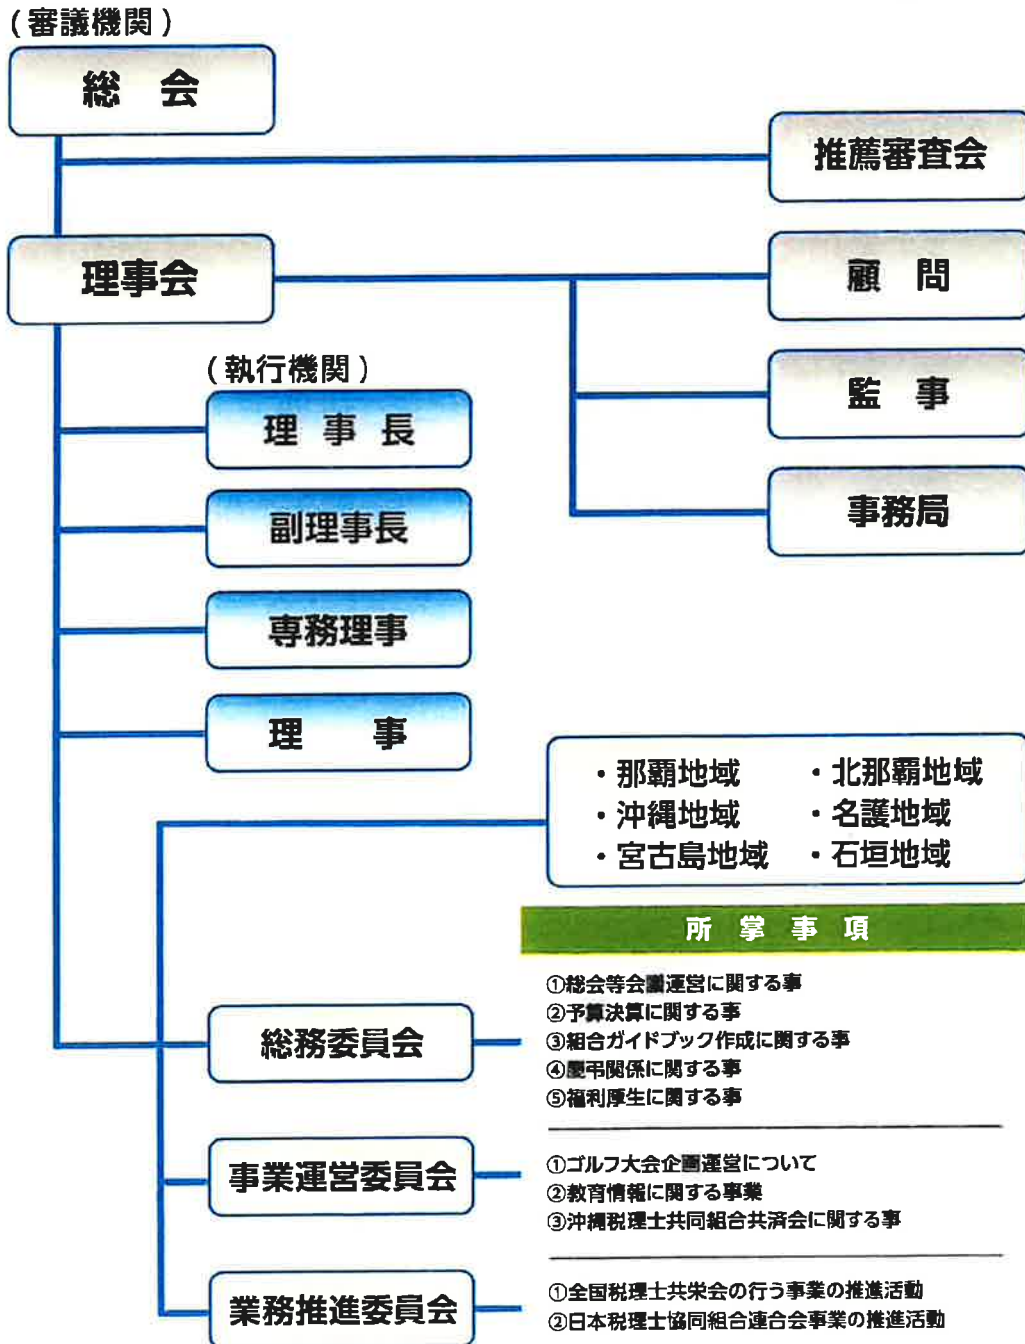 (審議機関)
総 会
推薦審査会
理事会
顧 問
(執行機関)
監 事
理 事 長
事務局
副理事長
専務理事
理 事
・那覇地域 ・北那覇地域
・沖縄地域 ・名護地域
・宮古島地域 ・石垣地域
所 掌 事 項
総務委員会
①総会等会議運営に関する事
②予算決算に関する事
③組合ガイドブック作成に関する事
④慶弔関係に関する事
⑤福利厚生に関する事
事業運営委員会
①ゴルフ大会企画運営について
②教育情報に関する事業
③沖縄税理士共同組合共済会に関する事
業務推進委員会
①全国税理士共栄会の行う事業の推進活動
②日本税理士協同組合連合会事業の推進活動